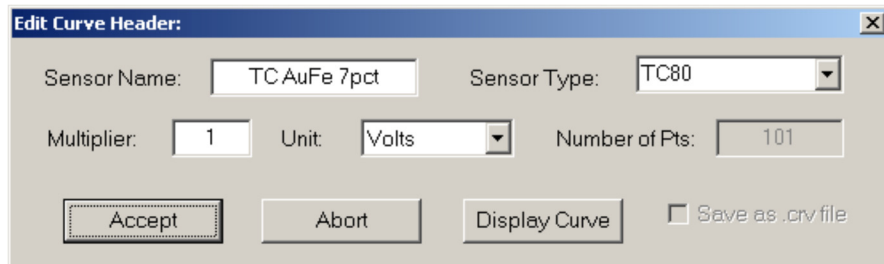 Edit Curve Header:
Sensor Name: TC AuFe 7pct Sensor Type: TC80
Multiplier: 1 Unit: Volts Number of Pts: 101
Accept Abort Display Curve Save as .crv file